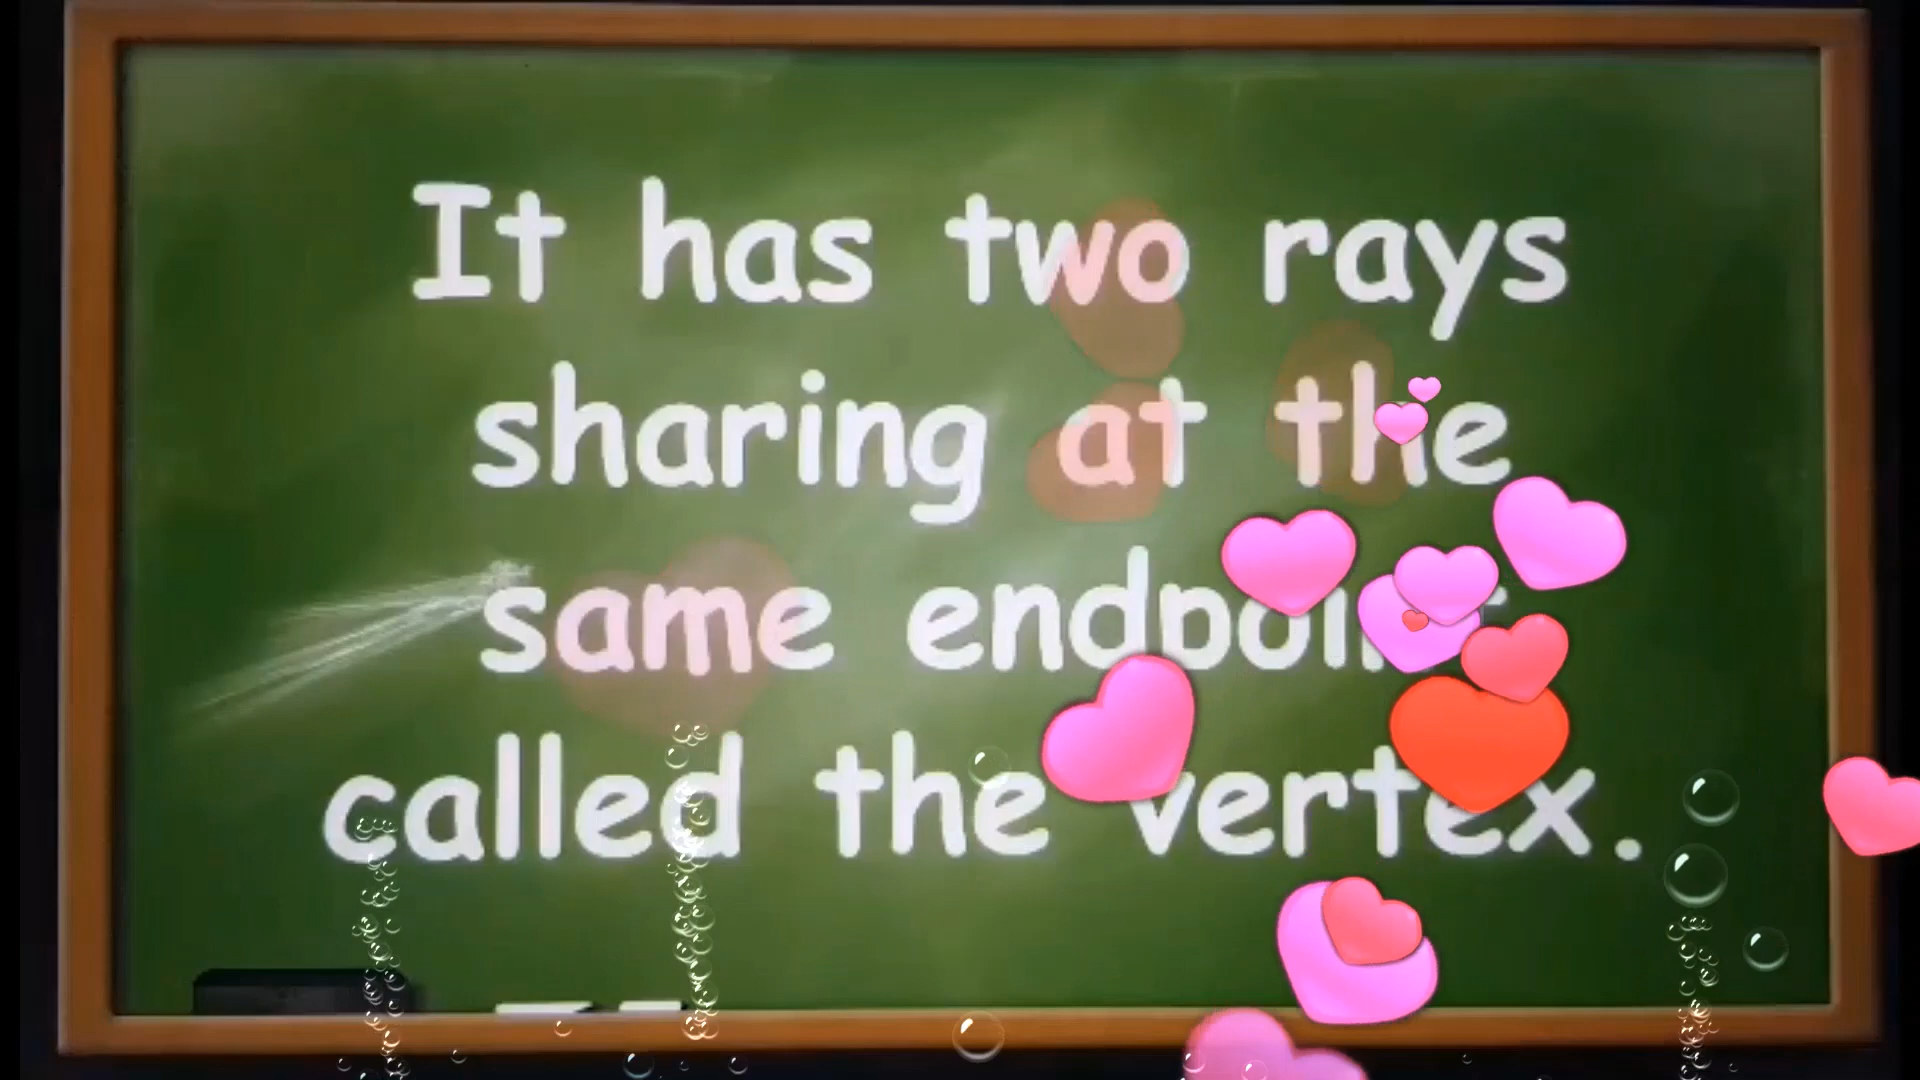 It has two rays
sharing at the
same endpoint
called the vertex.